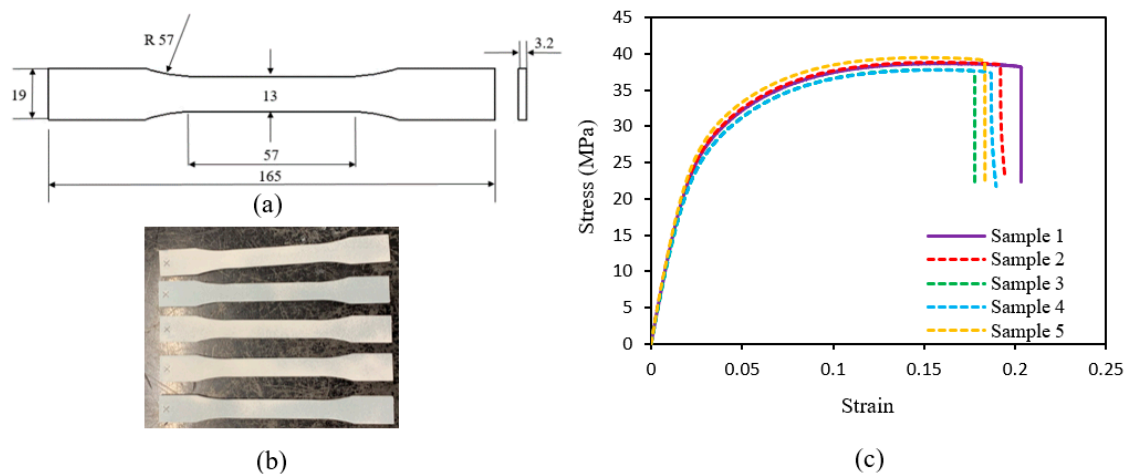 R 57
3.2
19
13
57
165
(a)
(b)
45
40
35
30
25
20
15
10
5
0
Stress (MPa)
0 0.05 0.1 0.15 0.2 0.25
Strain
Sample 1
Sample 2
Sample 3
Sample 4
Sample 5
(c)